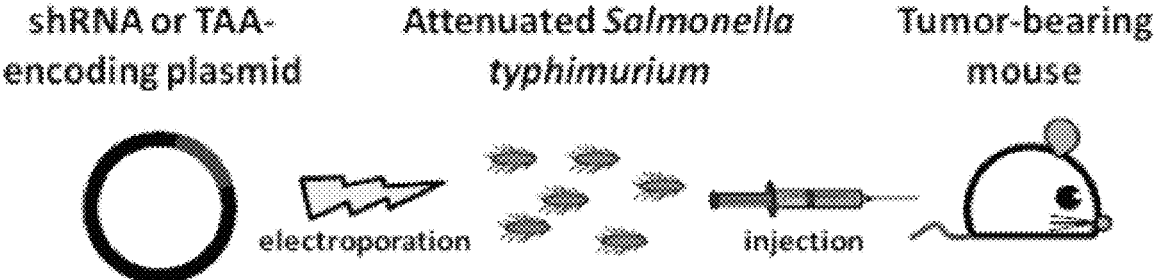 shRNA or TAA-
encoding plasmid
Attenuated Salmonella
typhimurium
Tumor-bearing
mouse
electroporation
injection